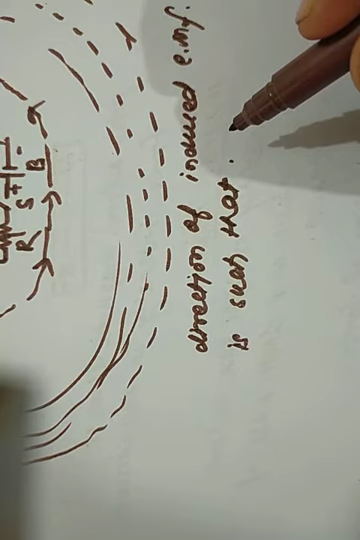 direction of induced e.m.f.
is such that.
R S B